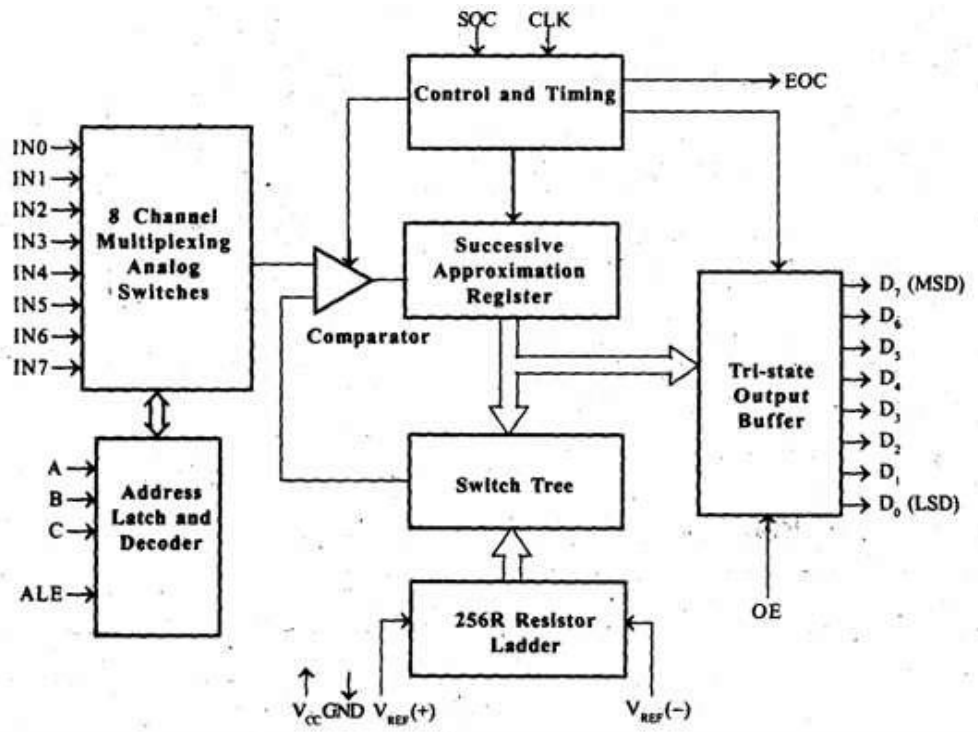 SOC CLK
Control and Timing
EOC
IN0
IN1
IN2
IN3
IN4
IN5
IN6
IN7
8 Channel
Multiplexing
Analog
Switches
Comparator
Successive
Approximation
Register
Tri-state
Output
Buffer
D7 (MSD)
D6
D5
D4
D3
D2
D1
D0 (LSD)
OE
A
B
C
ALE
Address
Latch and
Decoder
Switch Tree
256R Resistor
Ladder
VCC GND VREF(+)
VREF(−)